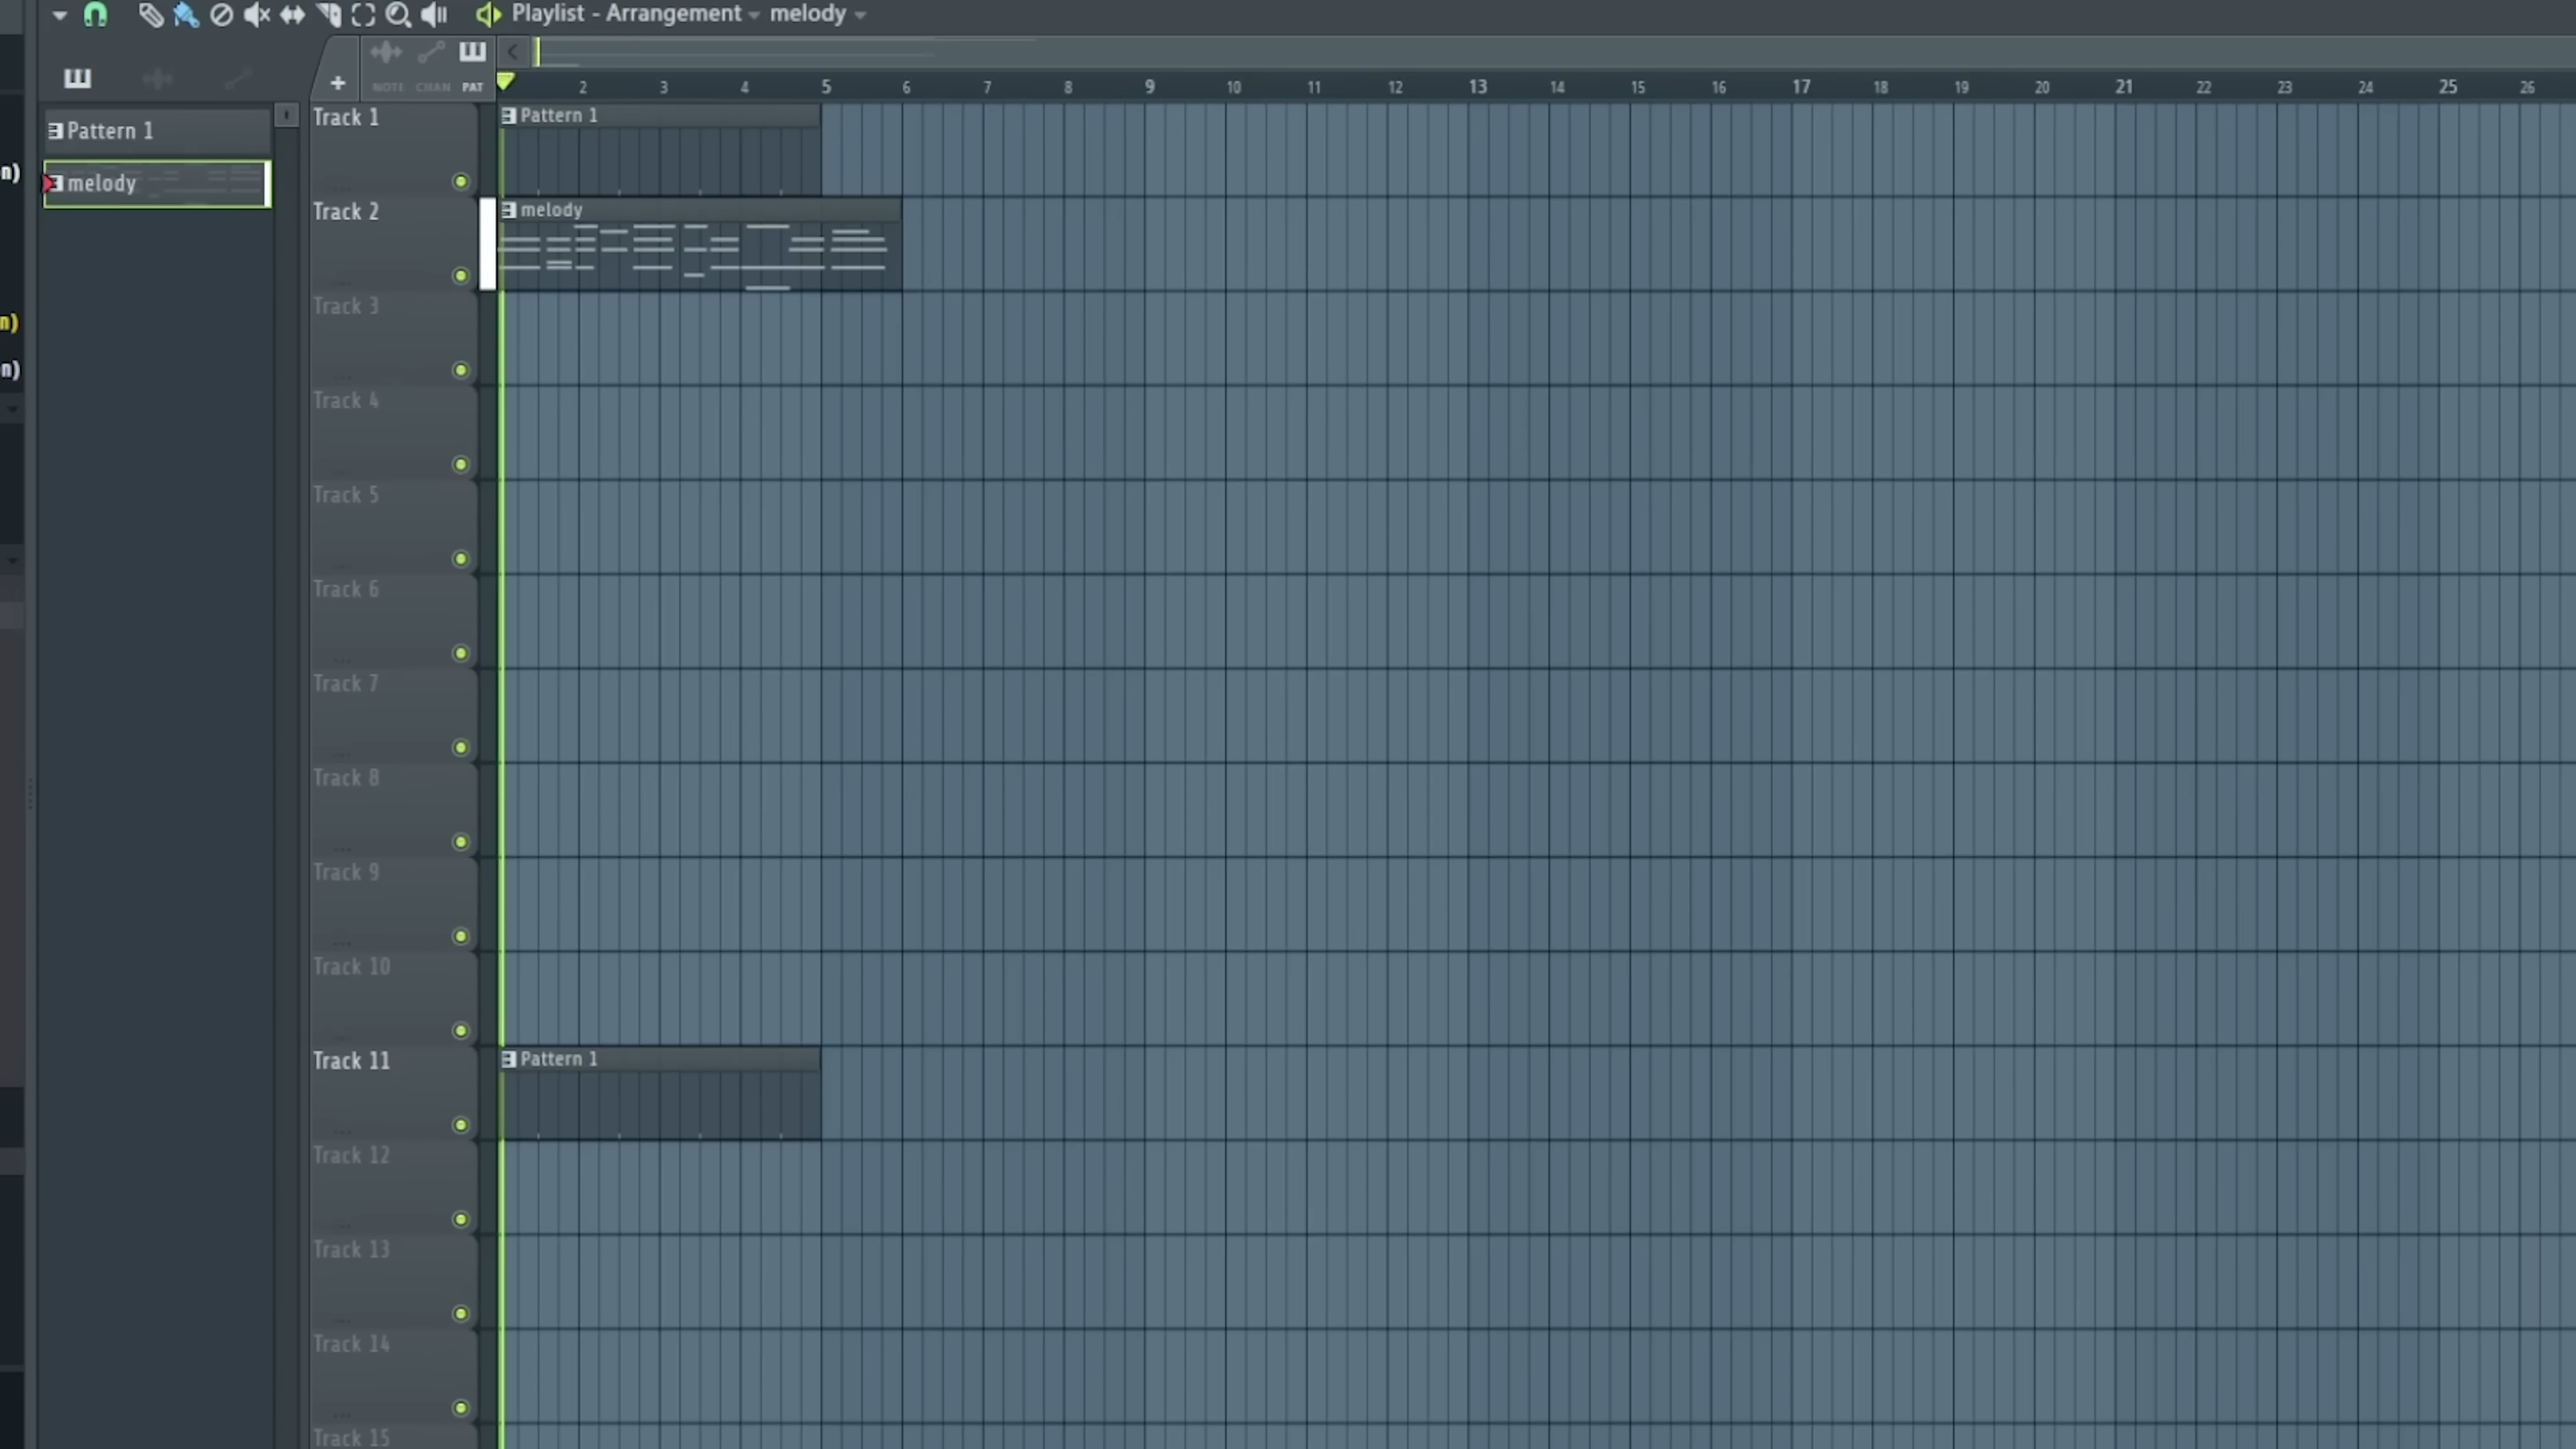 Playlist - Arrangement melody
NOTE CHAN PAT
2 3 4 5 6 7 8 9 10 11 12 13 14 15 16 17 18 19 20 21 22 23 24 25 26
Pattern 1
melody
n)
n)
n)
Track 1
Pattern 1
Track 2
melody
Track 3
Track 4
Track 5
Track 6
Track 7
Track 8
Track 9
Track 10
Track 11
Pattern 1
Track 12
Track 13
Track 14
Track 15